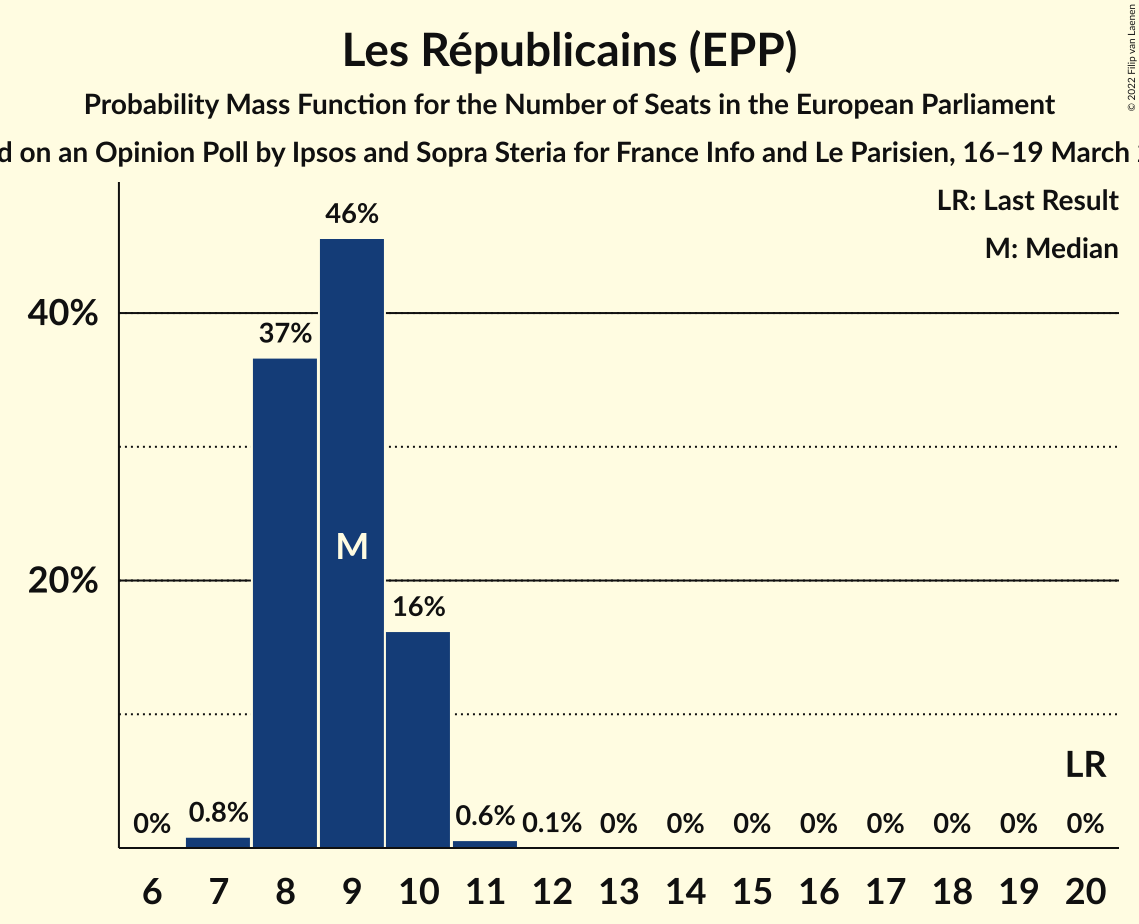 Les Républicains (EPP)
Probability Mass Function for the Number of Seats in the European Parliament
on an Opinion Poll by Ipsos and Sopra Steria for France Info and Le Parisien, 16–19 March
© 2022 Filip van Laenen
LR: Last Result
M: Median
46%
40%
37%
M
20%
16%
LR
0% 0.8% 0.6% 0.1% 0% 0% 0% 0% 0% 0% 0% 0%
6 7 8 9 10 11 12 13 14 15 16 17 18 19 20